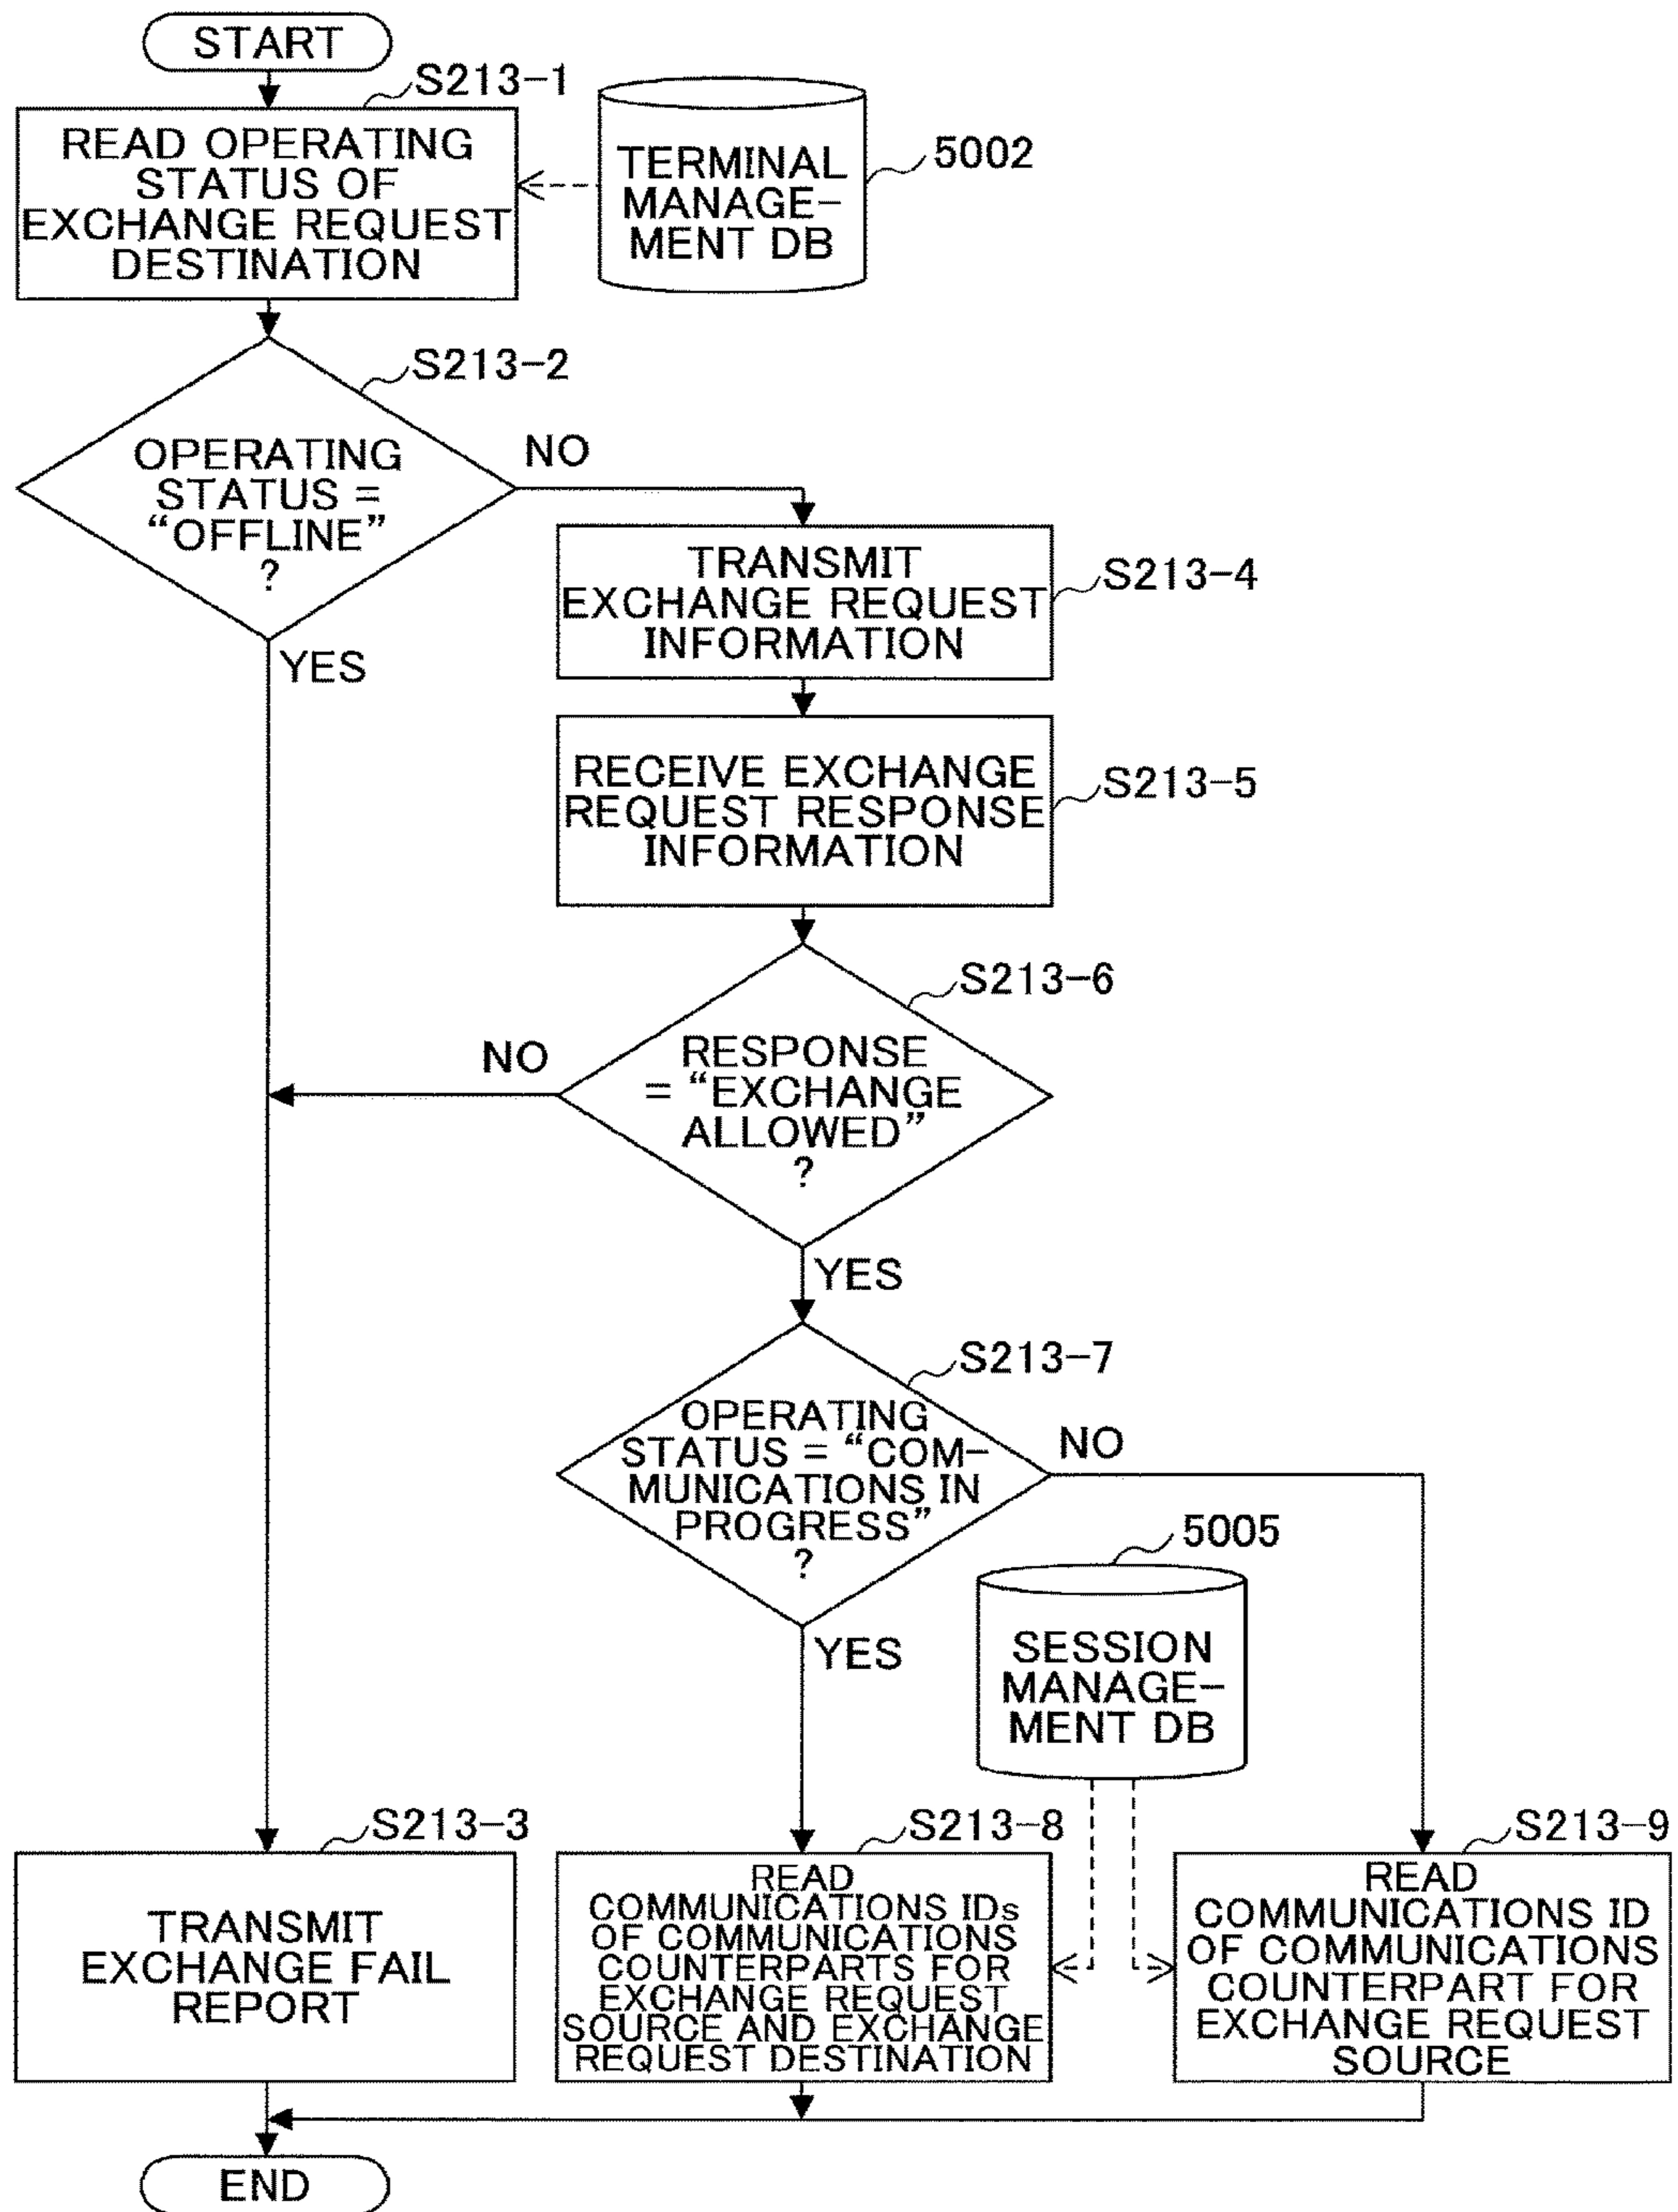 START
S213-1
READ OPERATING
STATUS OF
EXCHANGE REQUEST
DESTINATION
TERMINAL
MANAGE-
MENT DB
5002
S213-2
OPERATING
STATUS =
“OFFLINE”
?
NO
YES
TRANSMIT
EXCHANGE REQUEST
INFORMATION
S213-4
RECEIVE EXCHANGE
REQUEST RESPONSE
INFORMATION
S213-5
S213-6
RESPONSE
= “EXCHANGE
ALLOWED”
?
NO
YES
S213-7
OPERATING
STATUS = “COM-
MUNICATIONS IN
PROGRESS”
?
NO
YES
5005
SESSION
MANAGE-
MENT DB
S213-3
TRANSMIT
EXCHANGE FAIL
REPORT
S213-8
READ
COMMUNICATIONS IDs
OF COMMUNICATIONS
COUNTERPARTS FOR
EXCHANGE REQUEST
SOURCE AND EXCHANGE
REQUEST DESTINATION
S213-9
READ
COMMUNICATIONS ID
OF COMMUNICATIONS
COUNTERPART FOR
EXCHANGE REQUEST
SOURCE
END